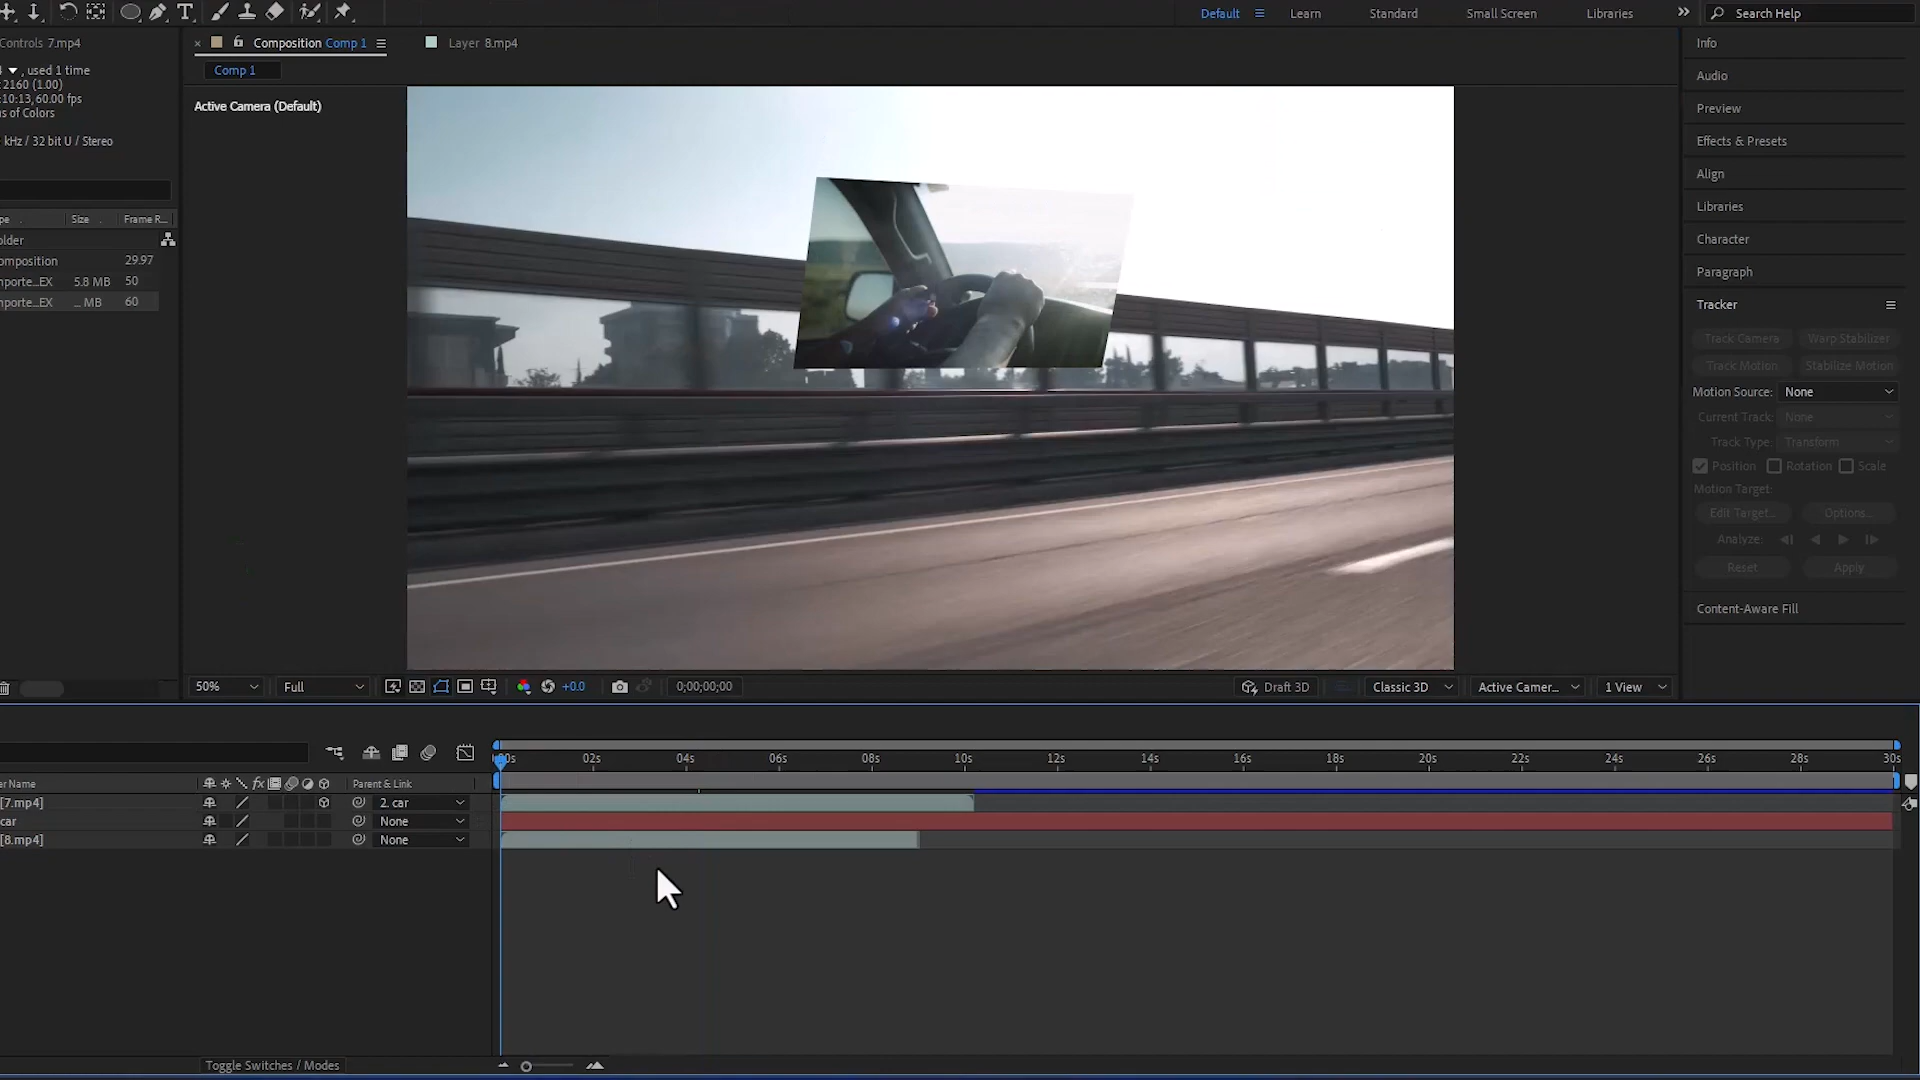 T
Default
Learn
Standard
Small Screen
Libraries
Search Help
Controls 7.mp4
Composition Comp 1
Layer 8.mp4
Comp 1
, used 1 time
2160 (1.00)
:10:13, 60.00 fps
s of Colors
kHz / 32 bit U / Stereo
Active Camera (Default)
pe
Size
Frame R...
older
omposition 29.97
mporte...EX 5.8 MB 50
mporte...EX ... MB 60
Info
Audio
Preview
Effects & Presets
Align
Libraries
Character
Paragraph
Tracker
Track Camera
Warp Stabilizer
Track Motion
Stabilize Motion
Motion Source: None
Current Track: None
Track Type: Transform
Position Rotation Scale
Motion Target:
Edit Target...
Options...
Analyze:
Reset
Apply
Content-Aware Fill
50%
Full
+0.0
0;00;00;00
Draft 3D
Classic 3D
Active Camer...
1 View
00s 02s 04s 06s 08s 10s 12s 14s 16s 18s 20s 22s 24s 26s 28s 30s
er Name
fx
Parent & Link
[7.mp4] 2. car
car None
[8.mp4] None
Toggle Switches / Modes